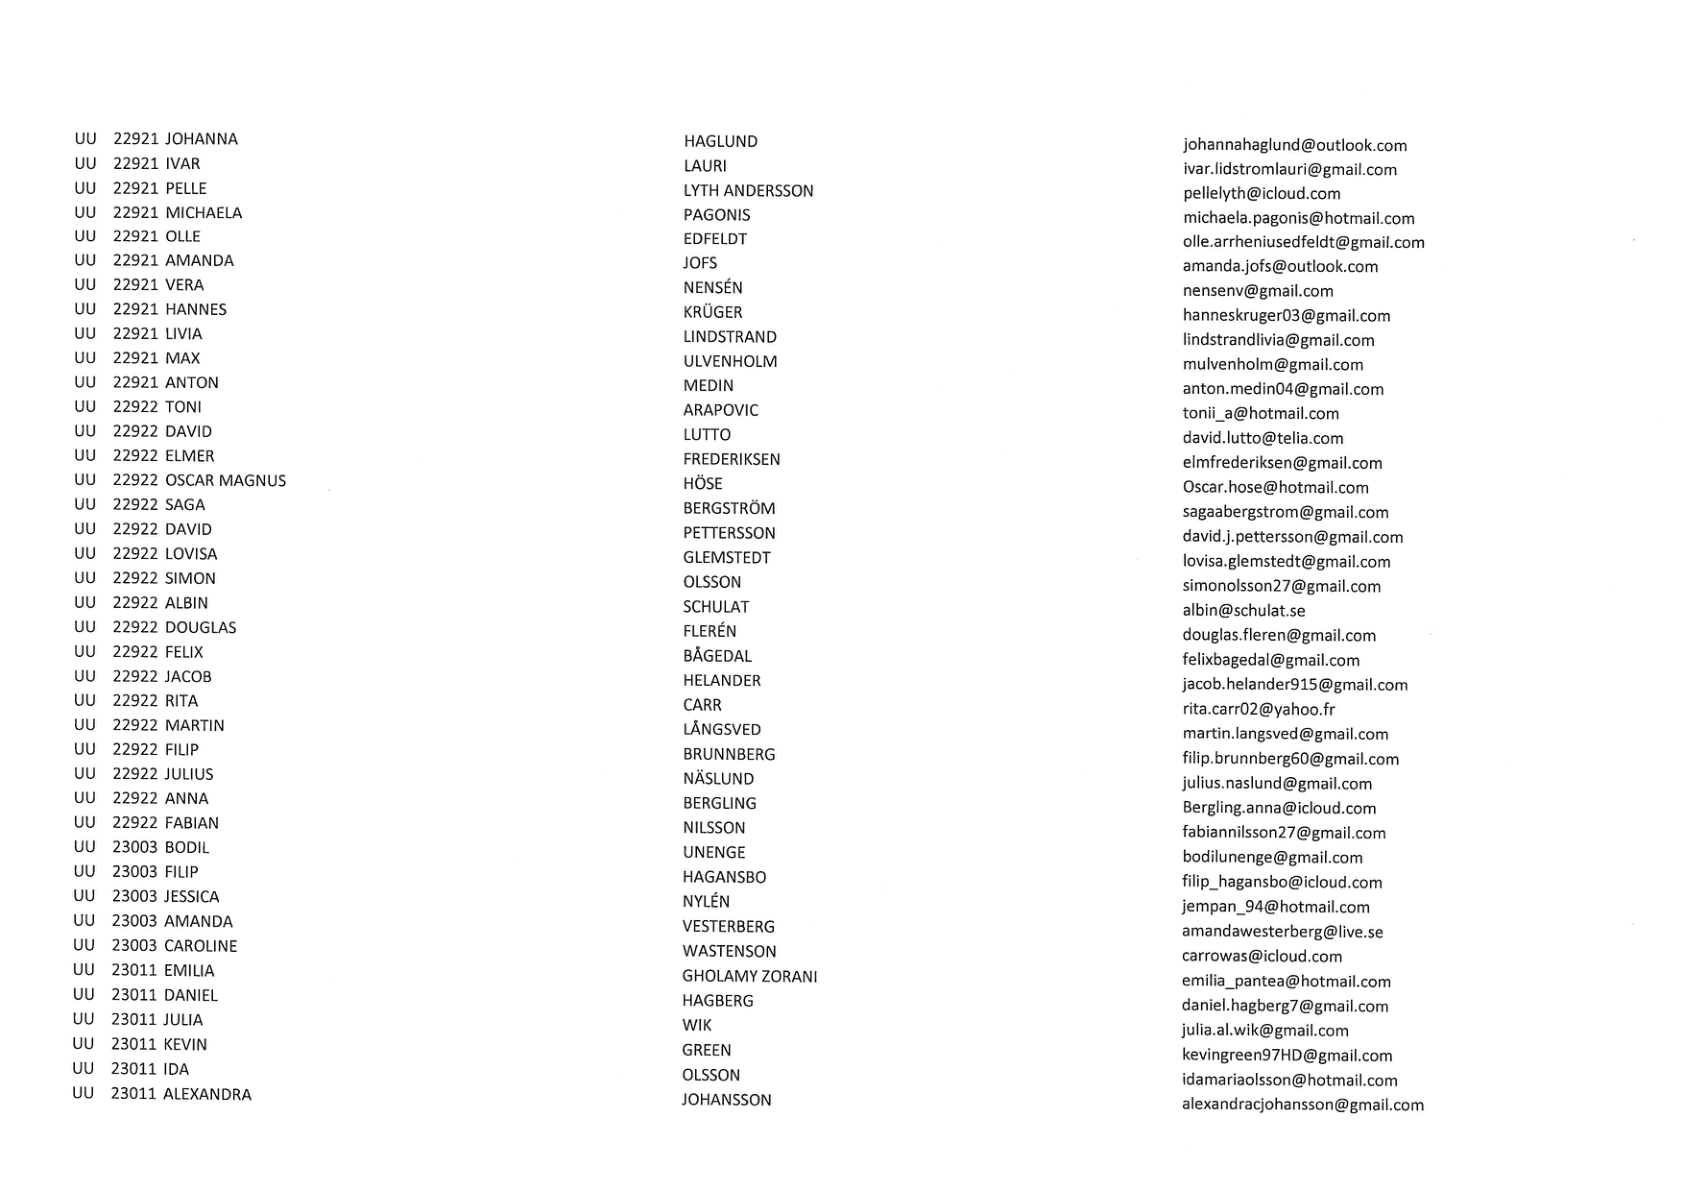 UU 22921 JOHANNA HAGLUND johannahaglund@outlook.com
UU 22921 IVAR LAURI ivar.lidstromlauri@gmail.com
UU 22921 PELLE LYTH ANDERSSON pellelyth@icloud.com
UU 22921 MICHAELA PAGONIS michaela.pagonis@hotmail.com
UU 22921 OLLE EDFELDT olle.arrheniusedfeldt@gmail.com
UU 22921 AMANDA JOFS amanda.jofs@outlook.com
UU 22921 VERA NENSÉN nensenv@gmail.com
UU 22921 HANNES KRÜGER hanneskruger03@gmail.com
UU 22921 LIVIA LINDSTRAND lindstrandlivia@gmail.com
UU 22921 MAX ULVENHOLM mulvenholm@gmail.com
UU 22921 ANTON MEDIN anton.medin04@gmail.com
UU 22922 TONI ARAPOVIC tonii_a@hotmail.com
UU 22922 DAVID LUTTO david.lutto@telia.com
UU 22922 ELMER FREDERIKSEN elmfrederiksen@gmail.com
UU 22922 OSCAR MAGNUS HÖSE Oscar.hose@hotmail.com
UU 22922 SAGA BERGSTRÖM sagaabergstrom@gmail.com
UU 22922 DAVID PETTERSSON david.j.pettersson@gmail.com
UU 22922 LOVISA GLEMSTEDT lovisa.glemstedt@gmail.com
UU 22922 SIMON OLSSON simonolsson27@gmail.com
UU 22922 ALBIN SCHULAT albin@schulat.se
UU 22922 DOUGLAS FLERÉN douglas.fleren@gmail.com
UU 22922 FELIX BÅGEDAL felixbagedal@gmail.com
UU 22922 JACOB HELANDER jacob.helander915@gmail.com
UU 22922 RITA CARR rita.carr02@yahoo.fr
UU 22922 MARTIN LÅNGSVED martin.langsved@gmail.com
UU 22922 FILIP BRUNNBERG filip.brunnberg60@gmail.com
UU 22922 JULIUS NÄSLUND julius.naslund@gmail.com
UU 22922 ANNA BERGLING Bergling.anna@icloud.com
UU 22922 FABIAN NILSSON fabiannilsson27@gmail.com
UU 23003 BODIL UNENGE bodilunenge@gmail.com
UU 23003 FILIP HAGANSBO filip_hagansbo@icloud.com
UU 23003 JESSICA NYLÉN jempan_94@hotmail.com
UU 23003 AMANDA VESTERBERG amandawesterberg@live.se
UU 23003 CAROLINE WASTENSON carrowas@icloud.com
UU 23011 EMILIA GHOLAMY ZORANI emilia_pantea@hotmail.com
UU 23011 DANIEL HAGBERG daniel.hagberg7@gmail.com
UU 23011 JULIA WIK julia.al.wik@gmail.com
UU 23011 KEVIN GREEN kevingreen97HD@gmail.com
UU 23011 IDA OLSSON idamariaolsson@hotmail.com
UU 23011 ALEXANDRA JOHANSSON alexandracjohansson@gmail.com